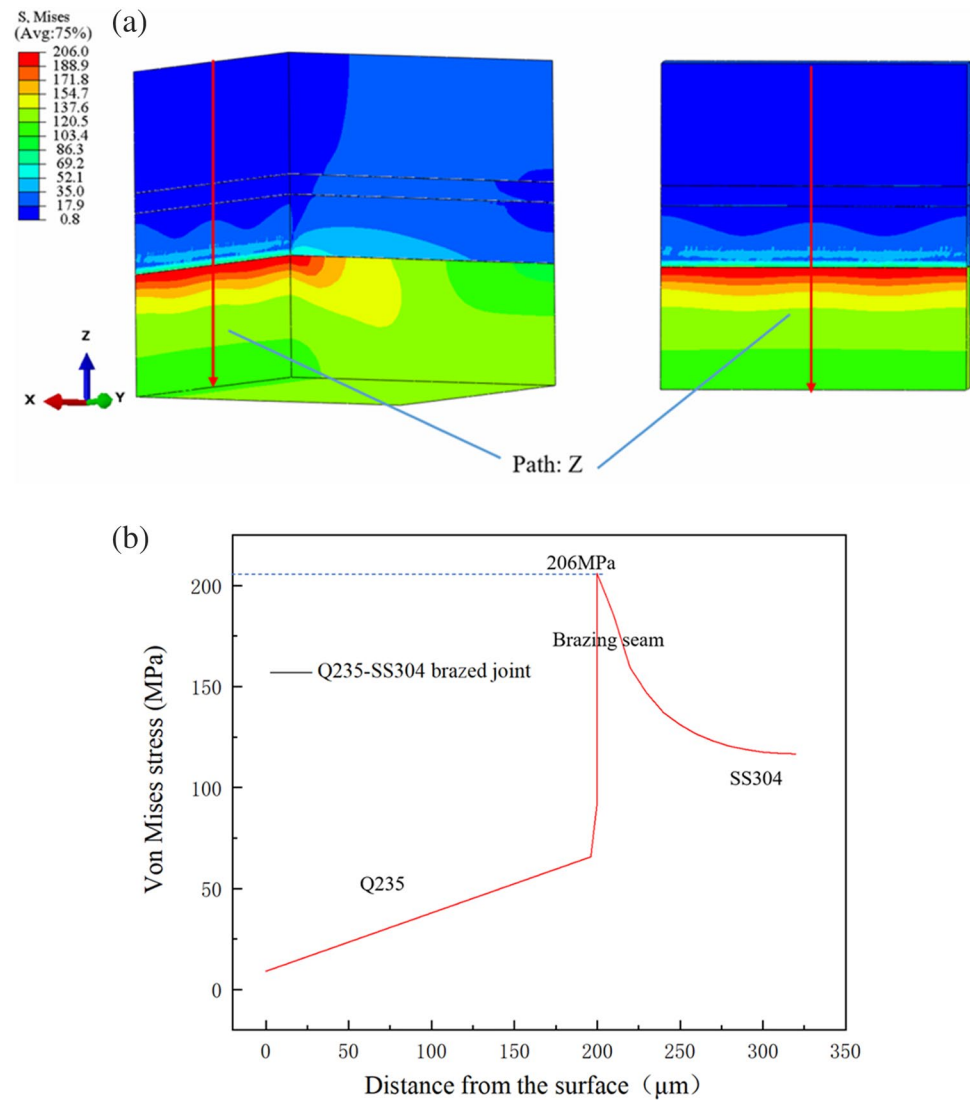 S, Mises
(Avg:75%)
206.0
188.9
171.8
154.7
137.6
120.5
103.4
86.3
69.2
52.1
35.0
17.9
0.8
(a)
Z
X
Y
Path: Z
(b)
206MPa
Brazing seam
Q235-SS304 brazed joint
SS304
Q235
Von Mises stress (MPa)
200
150
100
50
0
0 50 100 150 200 250 300 350
Distance from the surface（μm）